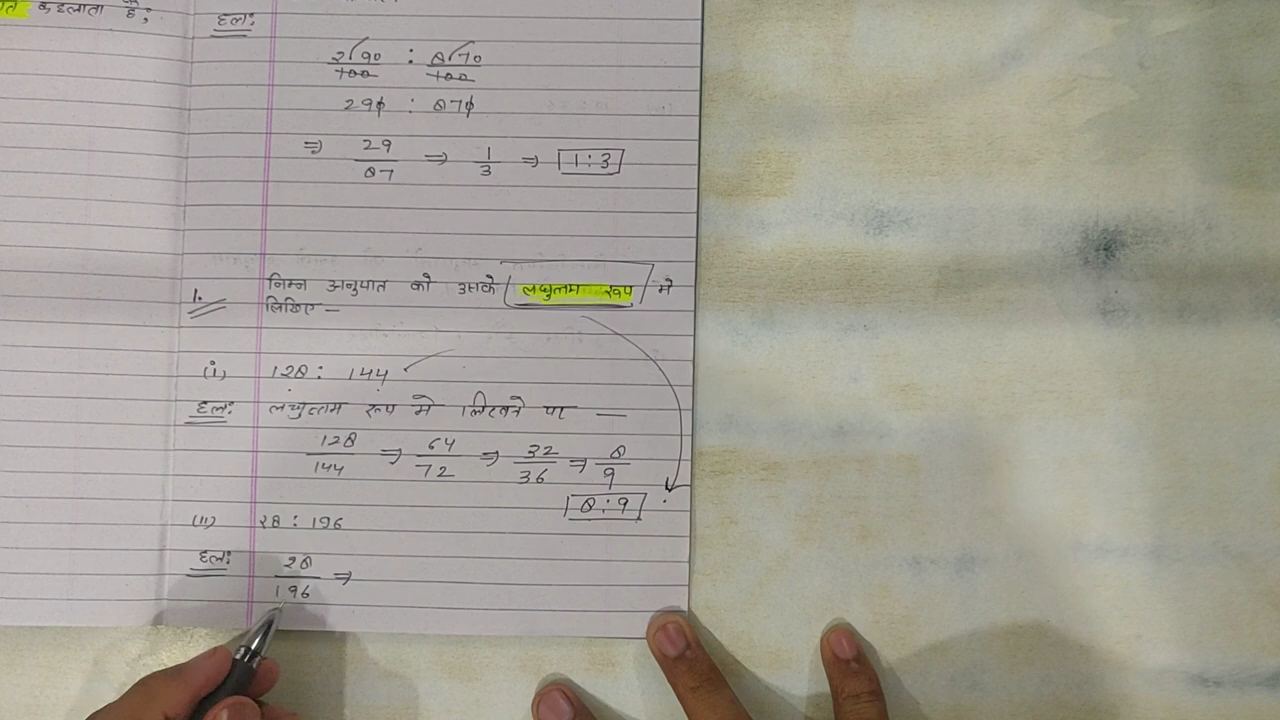 कहलाता है;
हल:
2.90/100 : 8.70/100
290 : 870
⇒ 29/87 ⇒ 1/3 ⇒ 1:3
1. निम्न अनुपात को उसके लघुत्तम रूप में
लिखिए –
(i) 128 : 144
हल: लघुत्तम रूप में लिखने पर —
128/144 ⇒ 64/72 ⇒ 32/36 ⇒ 8/9
8:9
(ii) 28 : 196
हल: 28/196 ⇒